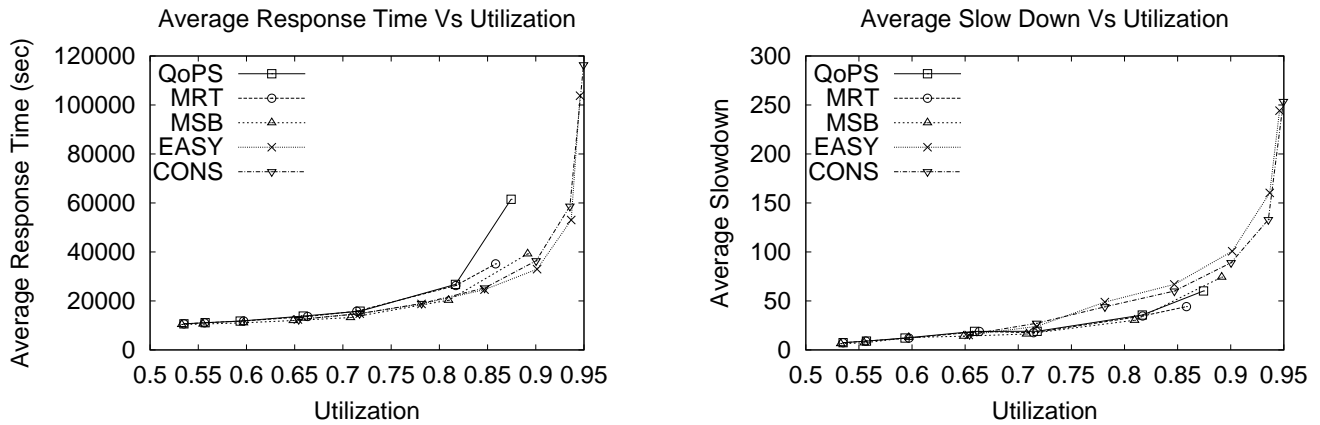 Average Response Time Vs Utilization
Average Response Time (sec)
120000
100000
80000
60000
40000
20000
0
QoPS
MRT
MSB
EASY
CONS
0.5 0.55 0.6 0.65 0.7 0.75 0.8 0.85 0.9 0.95
Utilization
Average Slow Down Vs Utilization
Average Slowdown
300
250
200
150
100
50
0
QoPS
MRT
MSB
EASY
CONS
0.5 0.55 0.6 0.65 0.7 0.75 0.8 0.85 0.9 0.95
Utilization